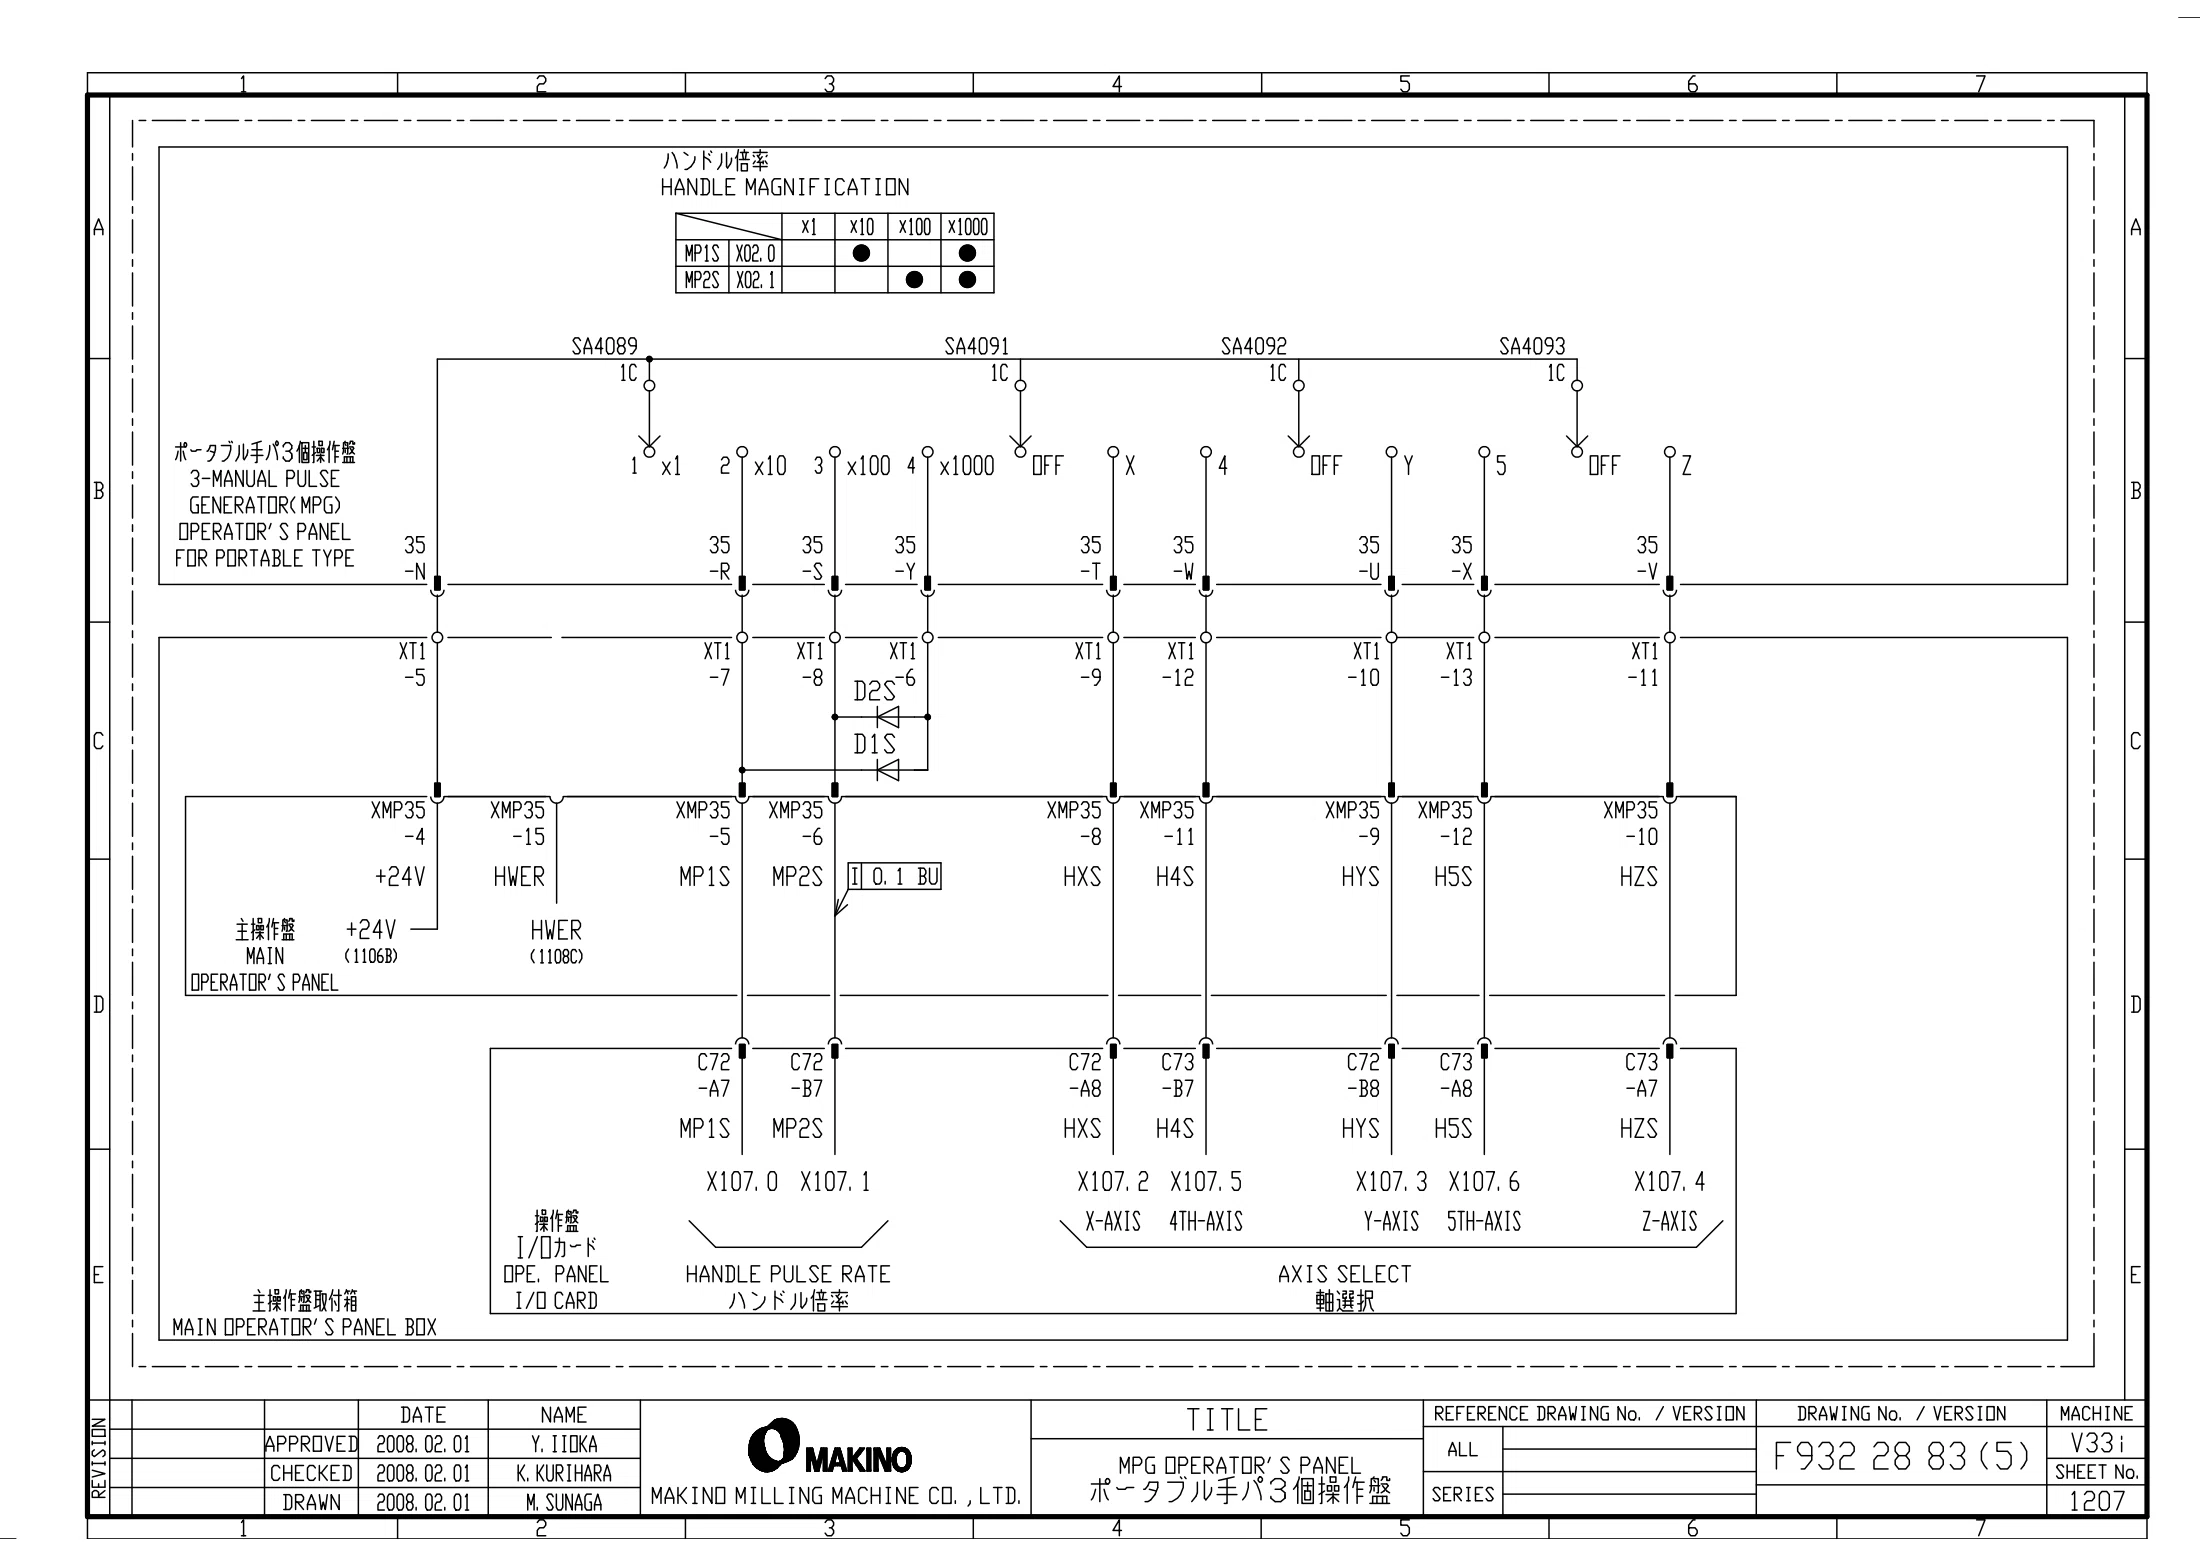 1 2 3 4 5 6 7
ハンドル倍率
HANDLE MAGNIFICATION
x1 x10 x100 x1000
A A
MP1S X02.0 ● ●
MP2S X02.1 ● ●
SA4089 SA4091 SA4092 SA4093
1C 1C 1C 1C
ポータブル手パ3個操作盤
3-MANUAL PULSE
GENERATOR(MPG)
OPERATOR'S PANEL
FOR PORTABLE TYPE
1 x1 2 x10 3 x100 4 x1000 OFF X 4 OFF Y 5 OFF Z
B B
35 35 35 35 35 35 35 35 35
-N -R -S -Y -T -W -U -X -V
XT1 XT1 XT1 XT1 XT1 XT1 XT1 XT1 XT1
-5 -7 -8 -6 -9 -12 -10 -13 -11
D2S
D1S
C C
XMP35 XMP35 XMP35 XMP35 XMP35 XMP35 XMP35 XMP35 XMP35
-4 -15 -5 -6 -8 -11 -9 -12 -10
+24V HWER MP1S MP2S I 0.1 BU HXS H4S HYS H5S HZS
主操作盤 +24V HWER
MAIN (1106B) (1108C)
OPERATOR'S PANEL
D D
C72 C72 C72 C73 C72 C73 C73
-A7 -B7 -A8 -B7 -B8 -A8 -A7
MP1S MP2S HXS H4S HYS H5S HZS
X107.0 X107.1 X107.2 X107.5 X107.3 X107.6 X107.4
X-AXIS 4TH-AXIS Y-AXIS 5TH-AXIS Z-AXIS
操作盤
I/Oカード
OPE. PANEL
I/O CARD
HANDLE PULSE RATE
ハンドル倍率
AXIS SELECT
軸選択
E E
主操作盤取付箱
MAIN OPERATOR'S PANEL BOX
REVISION
DATE NAME
APPROVED 2008.02.01 Y. IIOKA
CHECKED 2008.02.01 K. KURIHARA
DRAWN 2008.02.01 M. SUNAGA
MAKINO
MAKINO MILLING MACHINE CO.,LTD.
TITLE
MPG OPERATOR'S PANEL
ポータブル手パ3個操作盤
REFERENCE DRAWING No. / VERSION
ALL
SERIES
DRAWING No. / VERSION
F932 28 83(5)
MACHINE
V33i
SHEET No.
1207
1 2 3 4 5 6 7